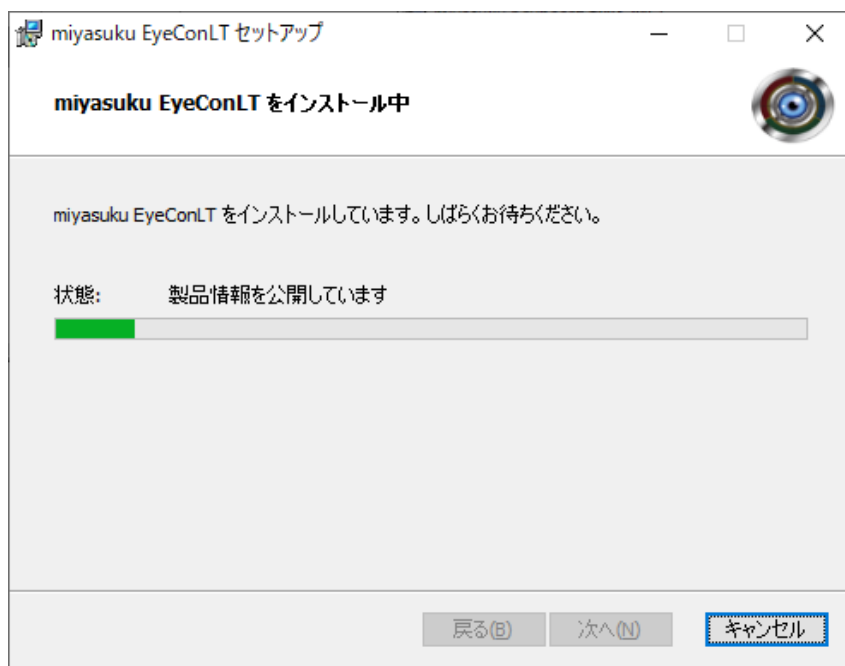 miyasuku EyeConLT セットアップ
miyasuku EyeConLT をインストール中
miyasuku EyeConLT をインストールしています。しばらくお待ちください。
状態: 製品情報を公開しています
戻る(B) 次へ(N) キャンセル